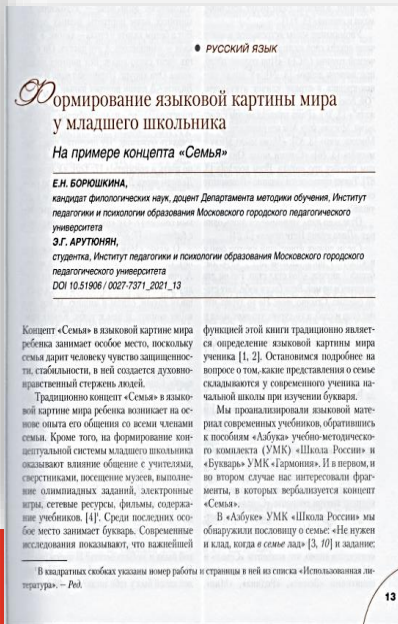 ● РУССКИЙ ЯЗЫК
Формирование языковой картины мира
у младшего школьника
На примере концепта «Семья»
Е.Н. БОРЮШКИНА,
кандидат филологических наук, доцент Департамента методики обучения, Институт
педагогики и психологии образования Московского городского педагогического
университета
Э.Г. АРУТЮНЯН,
студентка, Институт педагогики и психологии образования Московского городского
педагогического университета
DOI 10.51906 / 0027-7371_2021_13
Концепт «Семья» в языковой картине мира
ребенка занимает особое место, поскольку
семья дарит человеку чувство защищеннос-
ти, стабильности, в ней создается духовно-
нравственный стержень людей.
Традиционно концепт «Семья» в языко-
вой картине мира ребенка возникает на ос-
нове опыта его общения со всеми членами
семьи. Кроме того, на формирование кон-
цептуальной системы младшего школьника
оказывают влияние общение с учителями,
сверстниками, посещение музеев, выполне-
ние олимпиадных заданий, электронные
игры, сетевые ресурсы, фильмы, содержа-
ние учебников. [4]¹. Среди последних осо-
бое место занимает букварь. Современные
исследования показывают, что важнейшей
функцией этой книги традиционно являет-
ся определение языковой картины мира
ученика [1, 2]. Остановимся подробнее на
вопросе о том, какие представления о семье
складываются у современного ученика на-
чальной школы при изучении букваря.
Мы проанализировали языковой мате-
риал современных учебников, обратившись
к пособиям «Азбука» учебно-методическо-
го комплекта (УМК) «Школа России» и
«Букварь» УМК «Гармония». И в первом, и
во втором случае нас интересовали фраг-
менты, в которых вербализуется концепт
«Семья».
В «Азбуке» УМК «Школа России» мы
обнаружили пословицу о семье: «Не нужен
и клад, когда в семье лад» [3, 10] и задание:
¹ В квадратных скобках указаны номер работы и страницы в ней из списка «Использованная ли-
тература». – Ред.
13